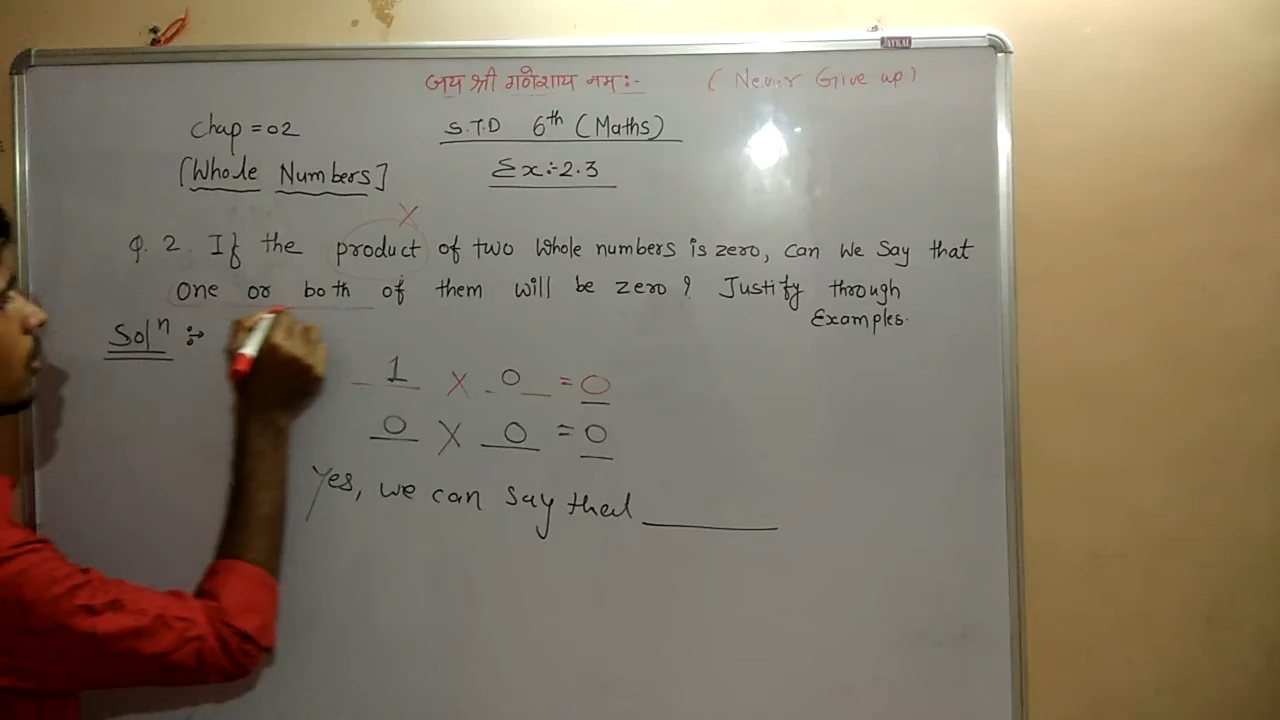 JAYKAL
जय श्री गणेशाय नमः:- (Never Give up)
Chap = 02 S.T.D 6th (Maths)
[Whole Numbers] Ex:-2.3
Q. 2 If the product of two whole numbers is zero, can we say that
one or both of them will be zero? Justify through
Examples.
Soln :→
1 × 0 = 0
0 × 0 = 0
Yes, we can say that ______